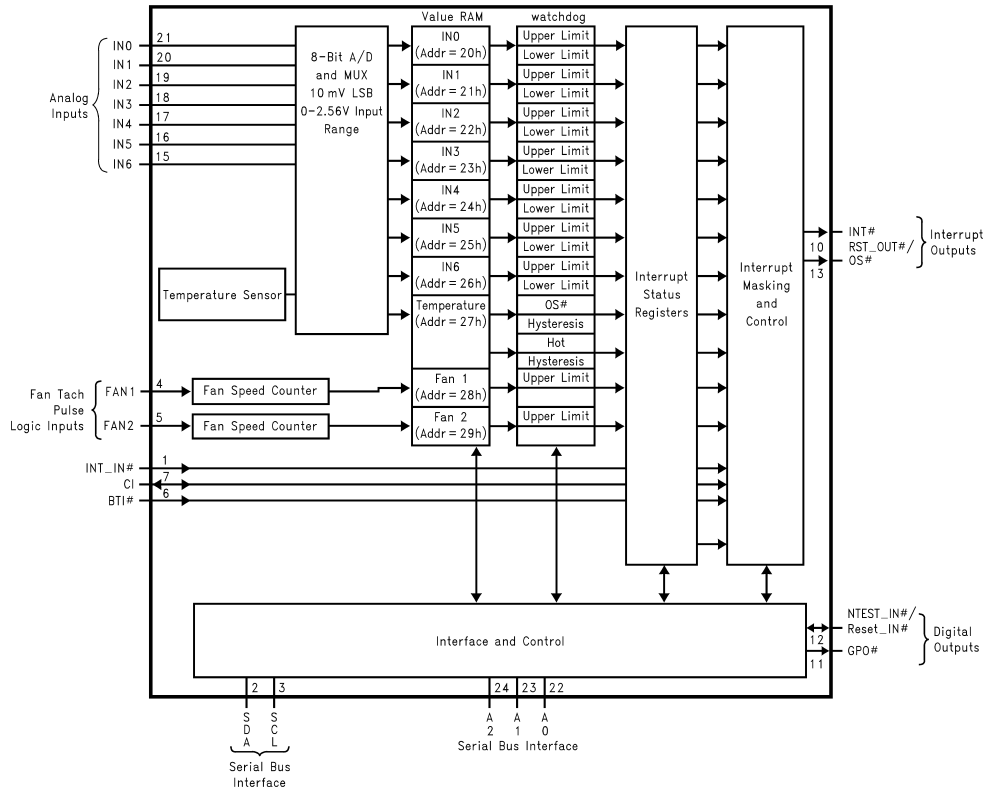 Value RAM
watchdog
Analog
Inputs
IN0
21
IN1
20
IN2
19
IN3
18
IN4
17
IN5
16
IN6
15
8-Bit A/D
and MUX
10 mV LSB
0-2.56V Input
Range
Temperature Sensor
IN0
(Addr = 20h)
IN1
(Addr = 21h)
IN2
(Addr = 22h)
IN3
(Addr = 23h)
IN4
(Addr = 24h)
IN5
(Addr = 25h)
IN6
(Addr = 26h)
Temperature
(Addr = 27h)
Fan 1
(Addr = 28h)
Fan 2
(Addr = 29h)
Upper Limit
Lower Limit
Upper Limit
Lower Limit
Upper Limit
Lower Limit
Upper Limit
Lower Limit
Upper Limit
Lower Limit
Upper Limit
Lower Limit
Upper Limit
Lower Limit
OS#
Hysteresis
Hot
Hysteresis
Upper Limit
Upper Limit
Interrupt
Status
Registers
Interrupt
Masking
and
Control
INT#
10
RST_OUT#/
OS#
13
Interrupt
Outputs
Fan Tach
Pulse
Logic Inputs
FAN1
4
Fan Speed Counter
FAN2
5
Fan Speed Counter
INT_IN#
1
CI
7
BTI#
6
Interface and Control
NTEST_IN#/
Reset_IN#
12
GPO#
11
Digital
Outputs
2
3
24
23
22
SDA
SCL
A2
A1
A0
Serial Bus Interface
Serial Bus
Interface